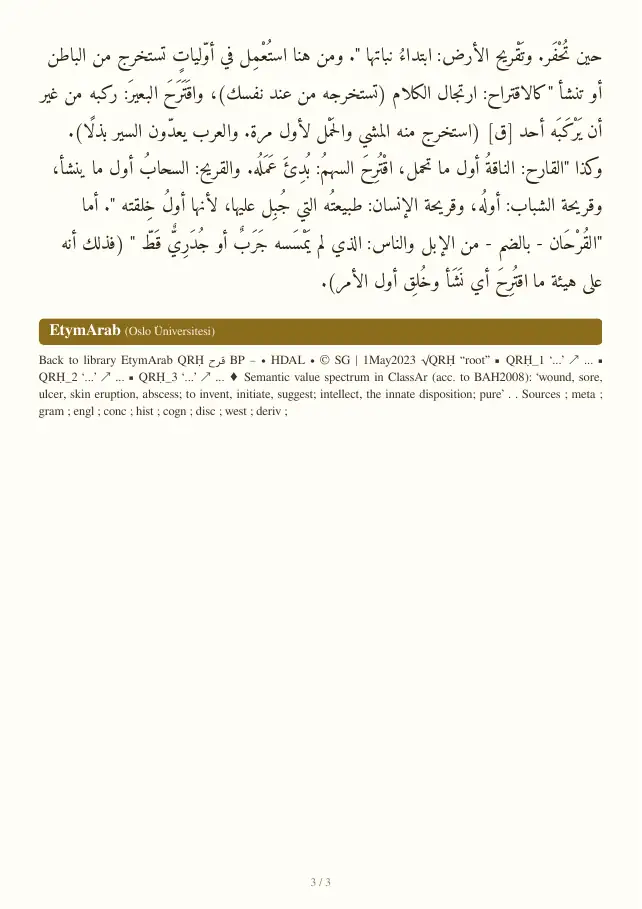 حين تُحْفَر. وتَقْريح الأرض: ابتداءُ نباتها ". ومن هنا استُعْمِل في أوّلياتٍ تستخرج من الباطن
أو تنشأ "كالاقتراح: ارتجال الكلام (تستخرجه من عند نفسك)، واقَتَرَحَ البعيرَ: ركبه من غير
أن يَرْكَبَه أحد [ق] (استخرج منه المشي والحَمْل لأول مرة. والعرب يعدّون السير بذلًا).
وكذا "القارح: الناقةُ أول ما تحمل، اقْتُرِحَ السهمُ: بُدِئَ عَمَلُه. والقريح: السحابُ أول ما ينشأ،
وقريحة الشباب: أولُه، وقريحة الإنسان: طبيعتُه التي جُبِل عليها، لأنها أولُ خِلقته ". أما
"القُرْحَان - بالضم - من الإبل والناس: الذي لم يَمْسَسه جَرَبٌ أو جُدَرِيٌّ قَطّ " (فذلك أنه
على هيئة ما اقتُرِحَ أي نَشَأ وخُلِق أول الأمر).
EtymArab (Oslo Üniversitesi)
Back to library EtymArab QRḤ قرح BP – • HDAL • © SG | 1May2023 √QRḤ “root” ▪ QRḤ_1 ‘...’ ↗ ... ▪
QRḤ_2 ‘...’ ↗ ... ▪ QRḤ_3 ‘...’ ↗ ... ♦ Semantic value spectrum in ClassAr (acc. to BAH2008): ‘wound, sore,
ulcer, skin eruption, abscess; to invent, initiate, suggest; intellect, the innate disposition; pure’ . . Sources ; meta ;
gram ; engl ; conc ; hist ; cogn ; disc ; west ; deriv ;
3 / 3